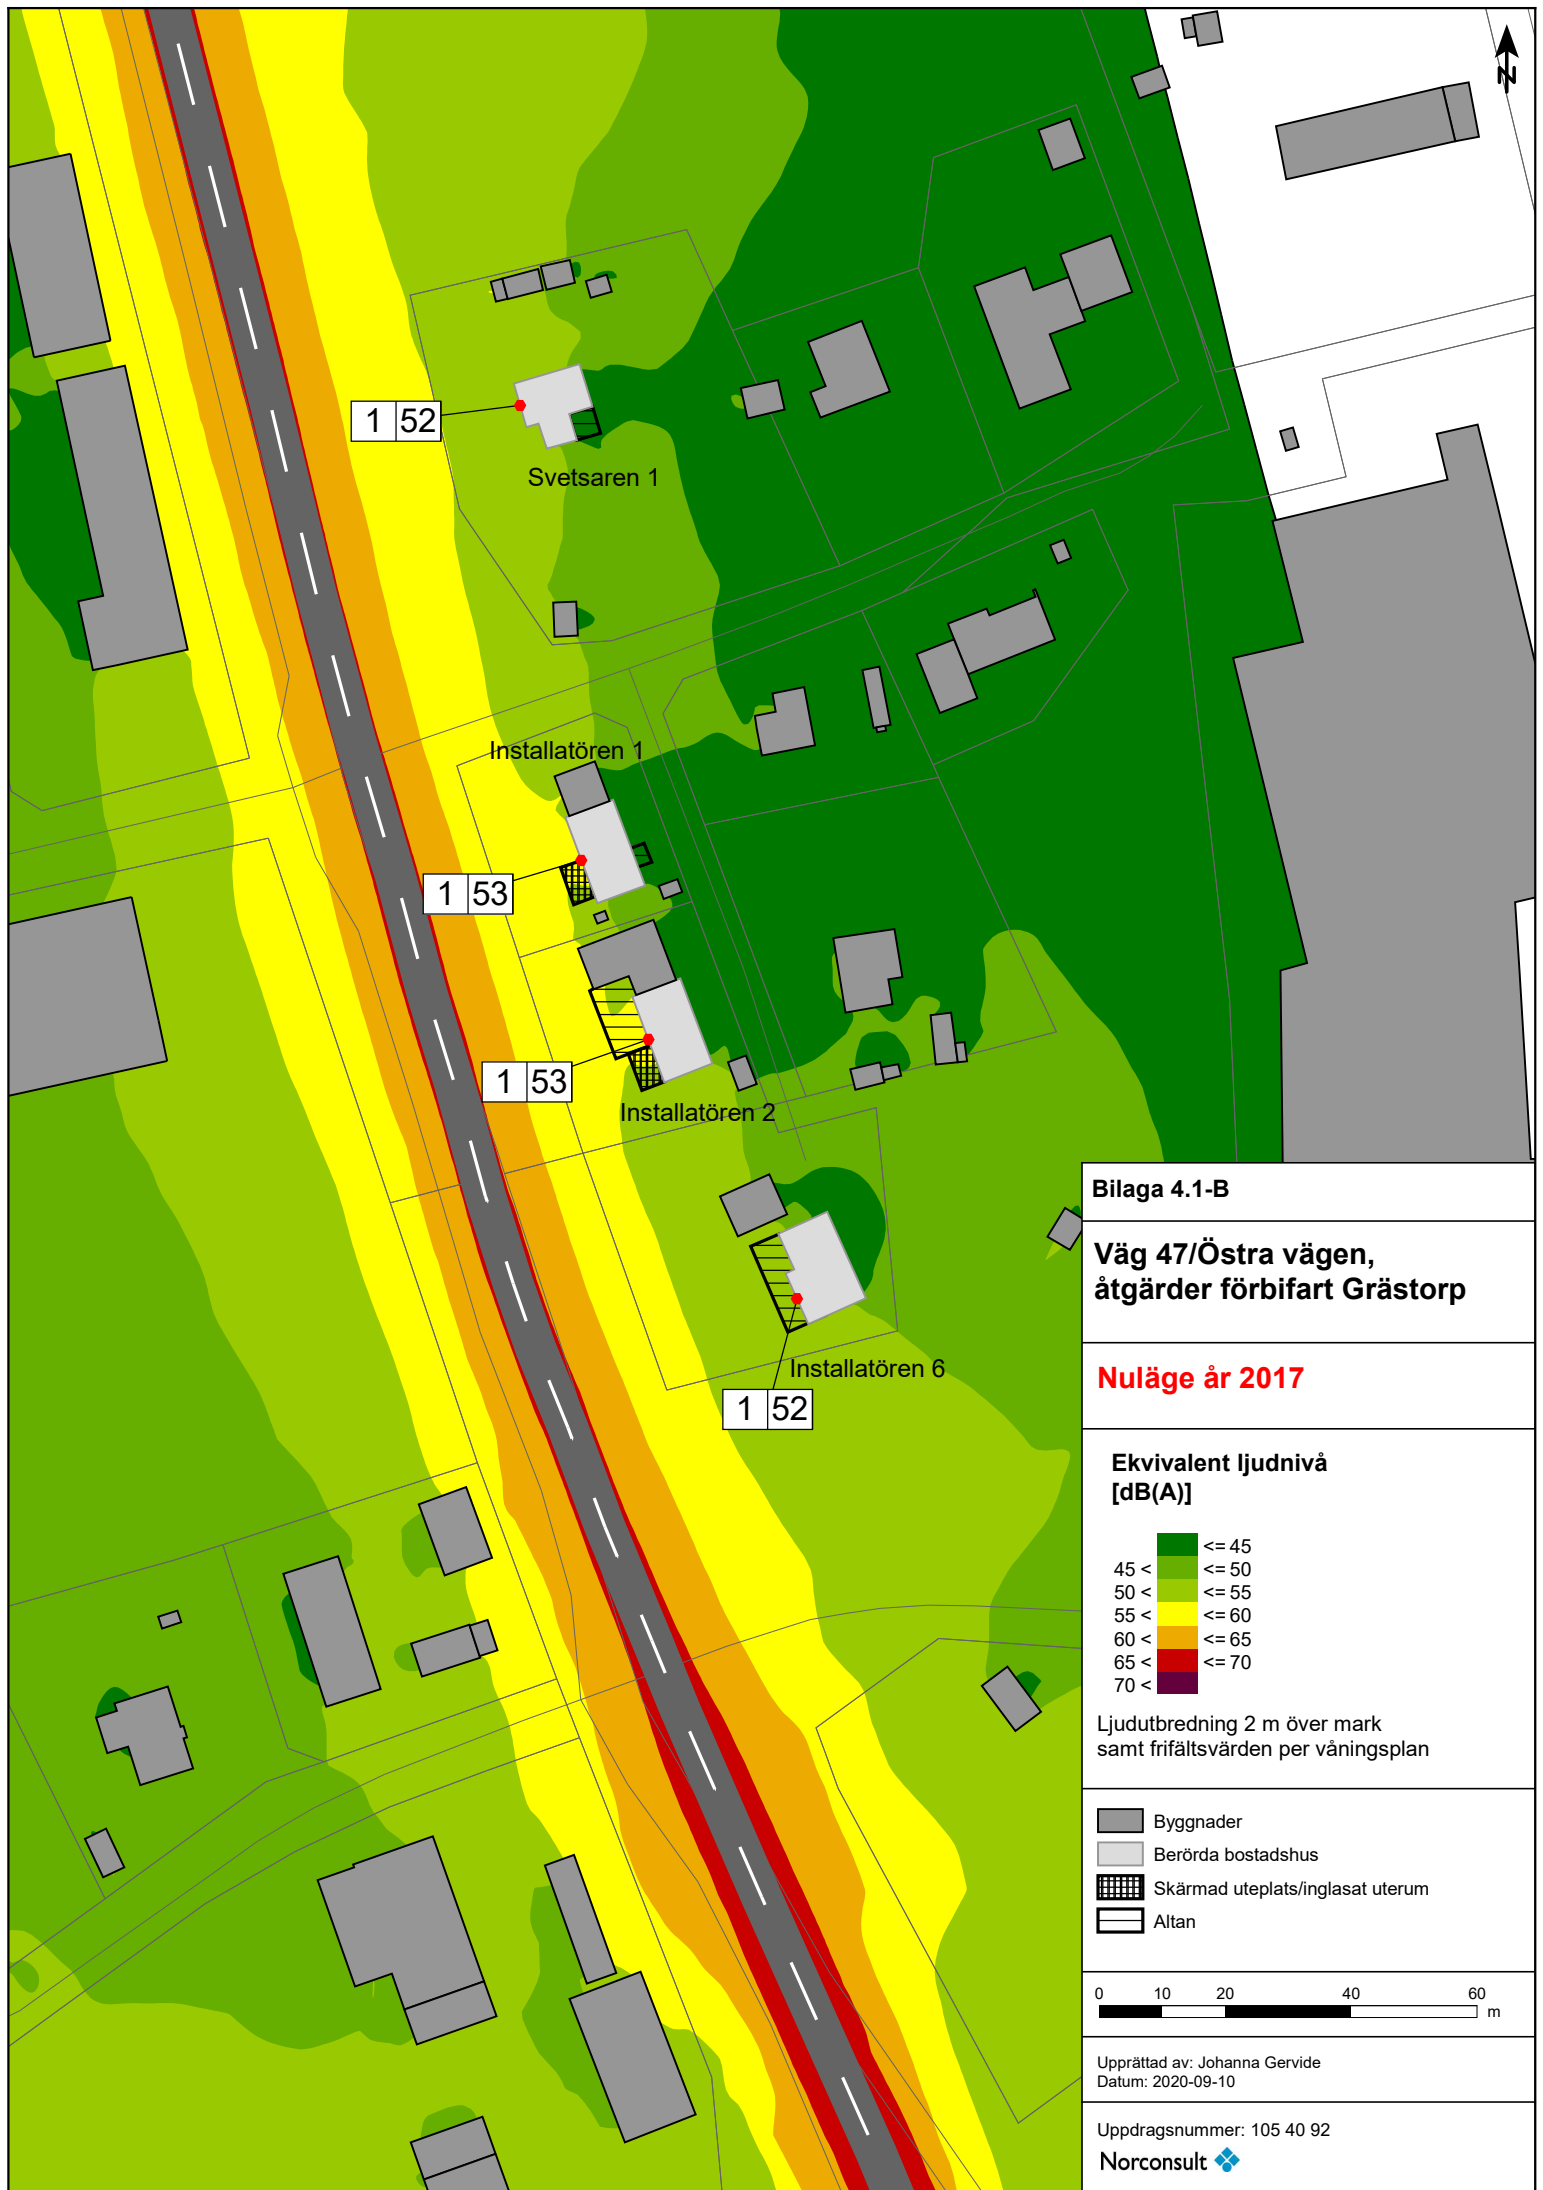 N
1 52
Svetsaren 1
Installatören 1
1 53
1 53
Installatören 2
Installatören 6
1 52
Bilaga 4.1-B
Väg 47/Östra vägen,
åtgärder förbifart Grästorp
Nuläge år 2017
Ekvivalent ljudnivå
[dB(A)]
<= 45
45 < <= 50
50 < <= 55
55 < <= 60
60 < <= 65
65 < <= 70
70 <
Ljudutbredning 2 m över mark
samt frifältsvärden per våningsplan
Byggnader
Berörda bostadshus
Skärmad uteplats/inglasat uterum
Altan
0 10 20 40 60
m
Upprättad av: Johanna Gervide
Datum: 2020-09-10
Uppdragsnummer: 105 40 92
Norconsult